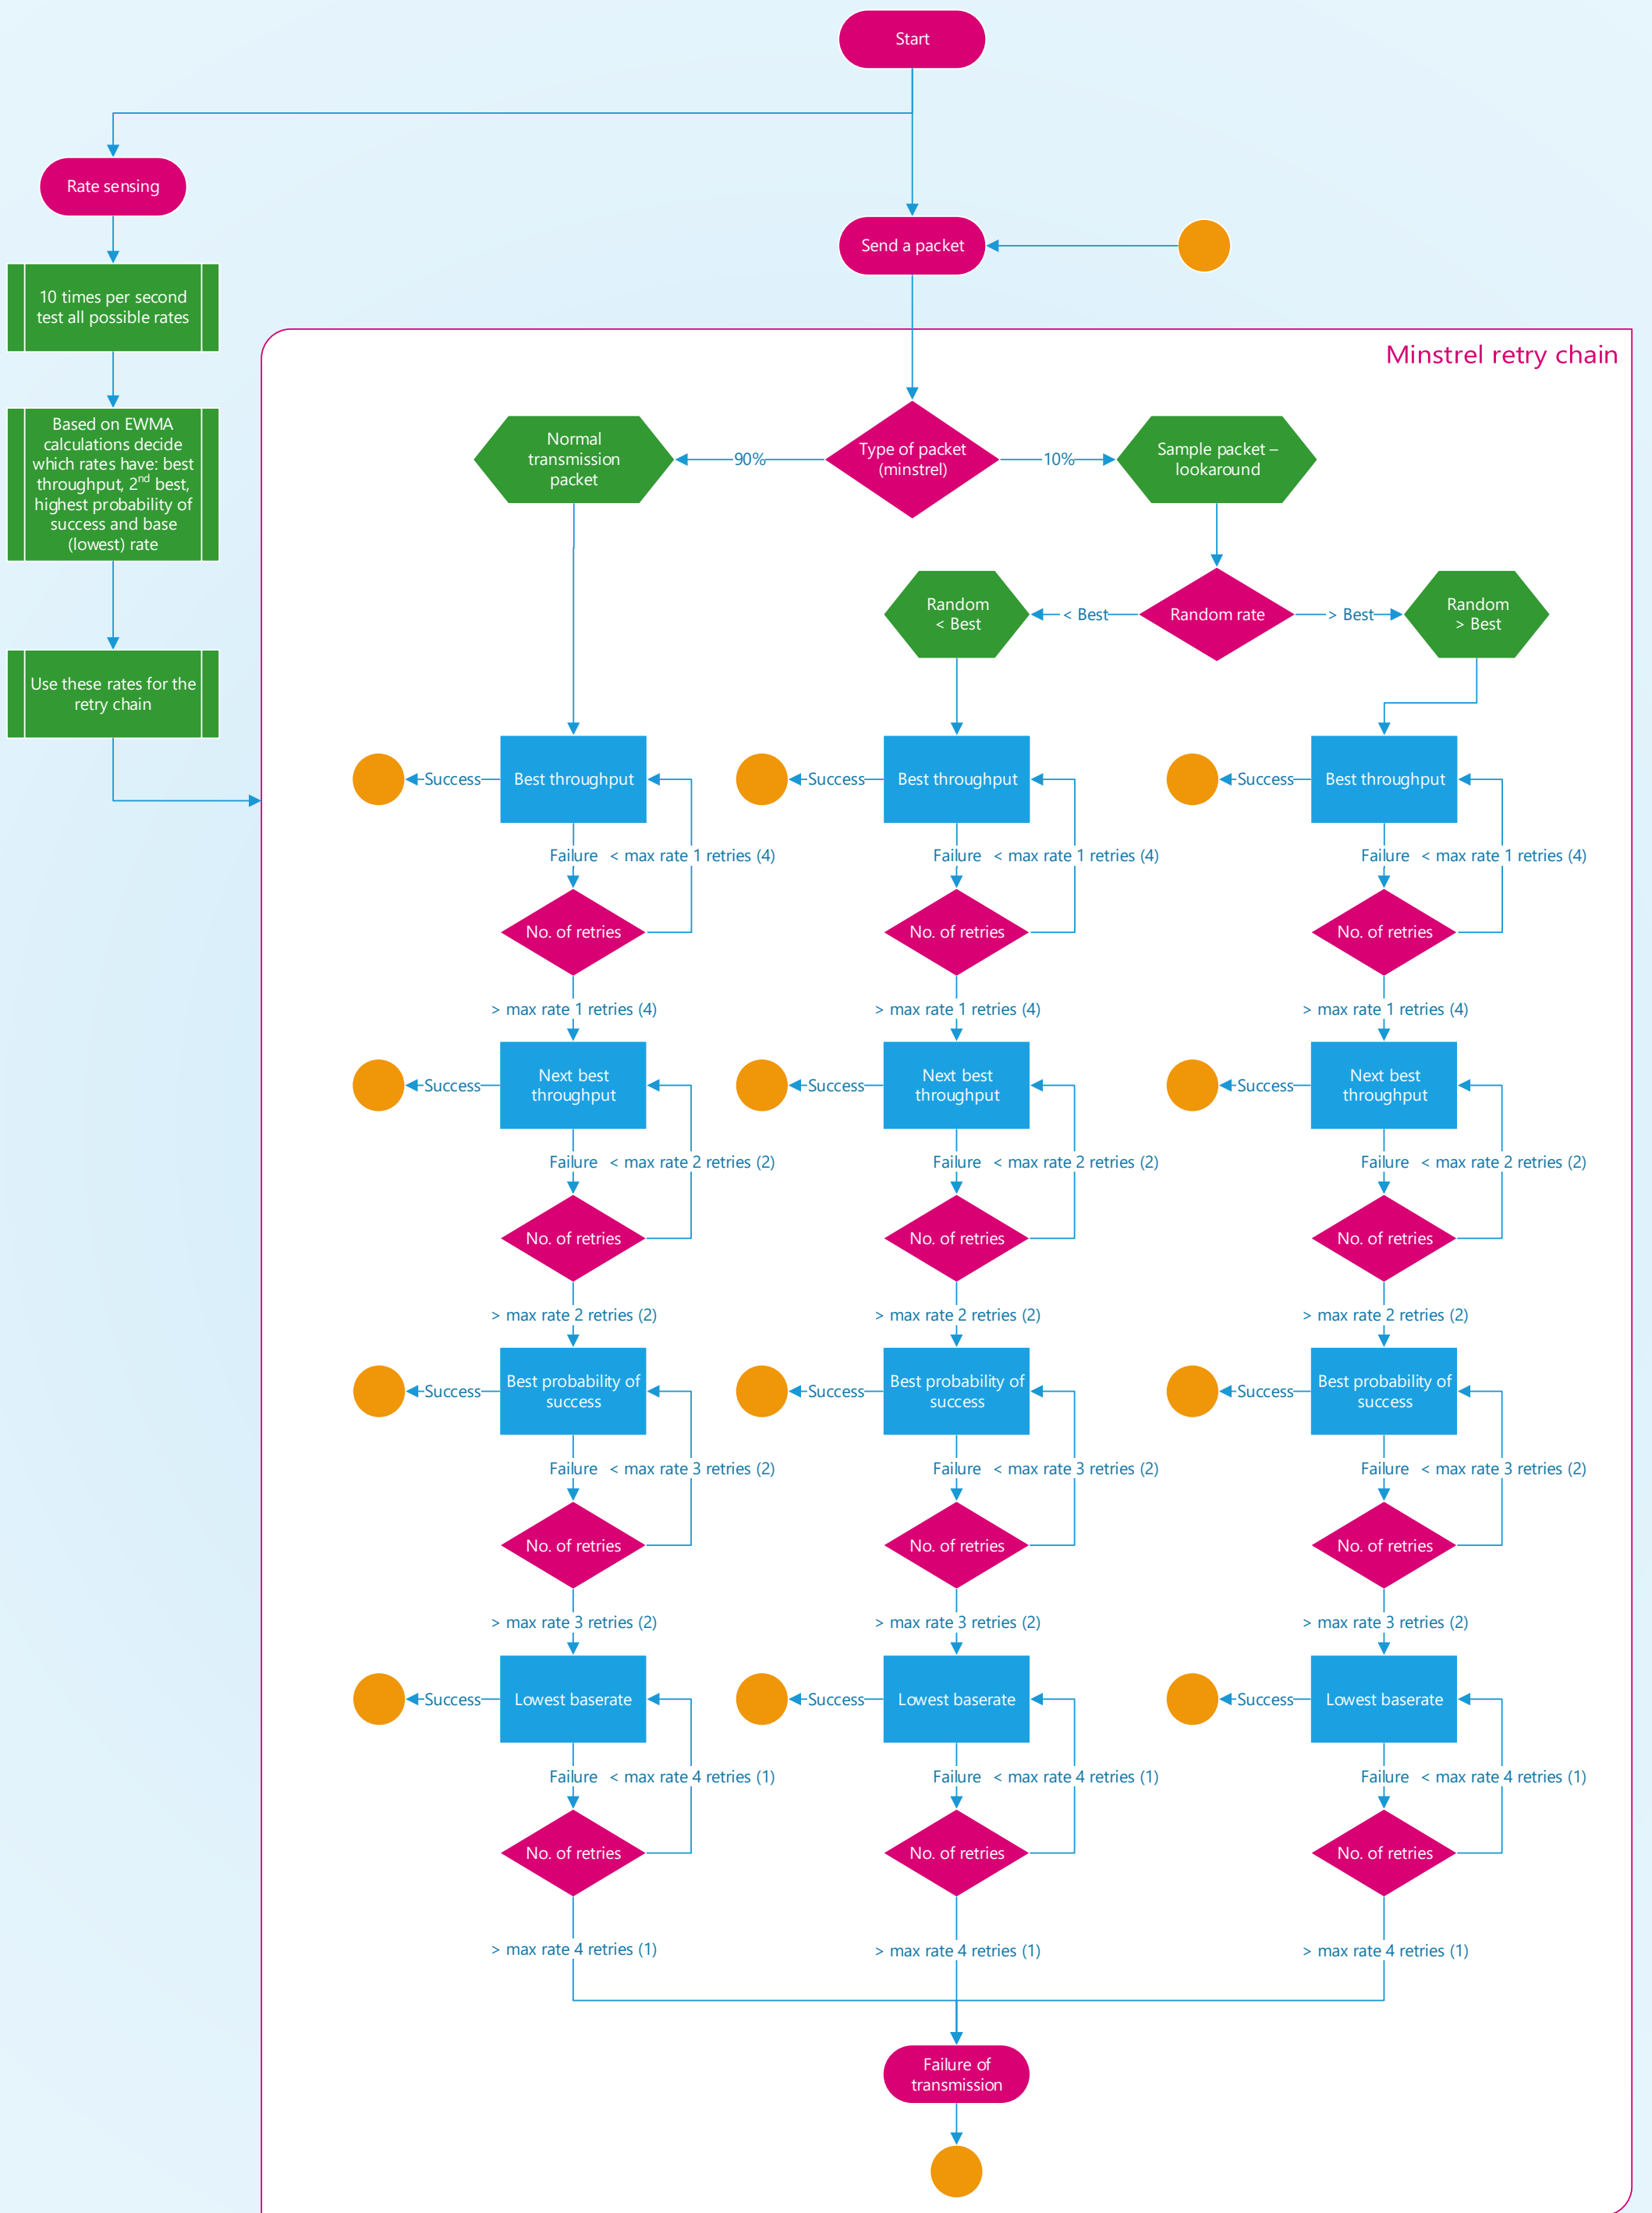 Start
Rate sensing
Send a packet
10 times per second
test all possible rates
Minstrel retry chain
Based on EWMA
calculations decide
which rates have: best
throughput, 2nd best,
highest probability of
success and base
(lowest) rate
Normal
transmission
packet
90%
Type of packet
(minstrel)
10%
Sample packet –
lookaround
Random
< Best
< Best
Random rate
> Best
Random
> Best
Use these rates for the
retry chain
Success
Best throughput
Success
Best throughput
Success
Best throughput
Failure
< max rate 1 retries (4)
Failure
< max rate 1 retries (4)
Failure
< max rate 1 retries (4)
No. of retries
No. of retries
No. of retries
> max rate 1 retries (4)
> max rate 1 retries (4)
> max rate 1 retries (4)
Success
Next best
throughput
Success
Next best
throughput
Success
Next best
throughput
Failure
< max rate 2 retries (2)
Failure
< max rate 2 retries (2)
Failure
< max rate 2 retries (2)
No. of retries
No. of retries
No. of retries
> max rate 2 retries (2)
> max rate 2 retries (2)
> max rate 2 retries (2)
Success
Best probability of
success
Success
Best probability of
success
Success
Best probability of
success
Failure
< max rate 3 retries (2)
Failure
< max rate 3 retries (2)
Failure
< max rate 3 retries (2)
No. of retries
No. of retries
No. of retries
> max rate 3 retries (2)
> max rate 3 retries (2)
> max rate 3 retries (2)
Success
Lowest baserate
Success
Lowest baserate
Success
Lowest baserate
Failure
< max rate 4 retries (1)
Failure
< max rate 4 retries (1)
Failure
< max rate 4 retries (1)
No. of retries
No. of retries
No. of retries
> max rate 4 retries (1)
> max rate 4 retries (1)
> max rate 4 retries (1)
Failure of
transmission